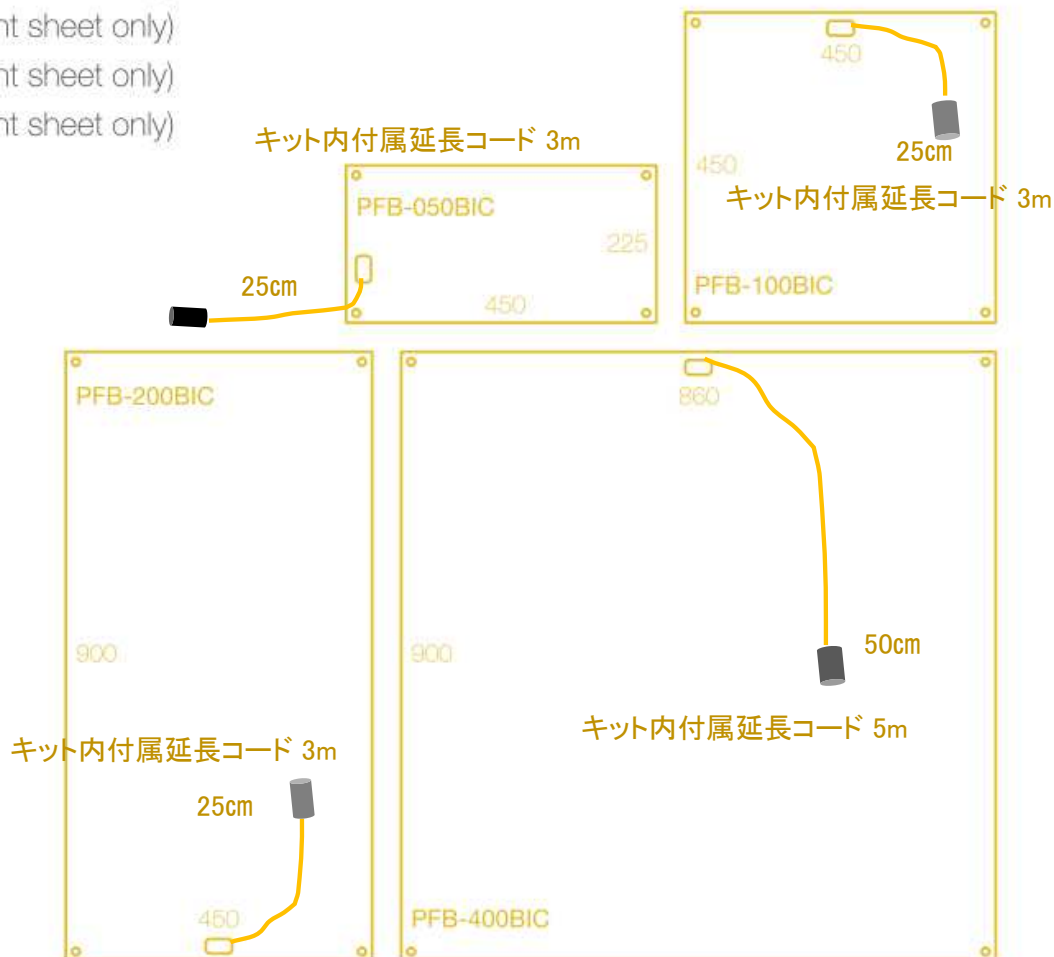 nt sheet only)
nt sheet only)
nt sheet only)
キット内付属延長コード 3m
PFB-050BIC
225
25cm
450
450
450
25cm
キット内付属延長コード 3m
PFB-100BIC
PFB-200BIC
900
キット内付属延長コード 3m
25cm
450
860
900
50cm
キット内付属延長コード 5m
PFB-400BIC